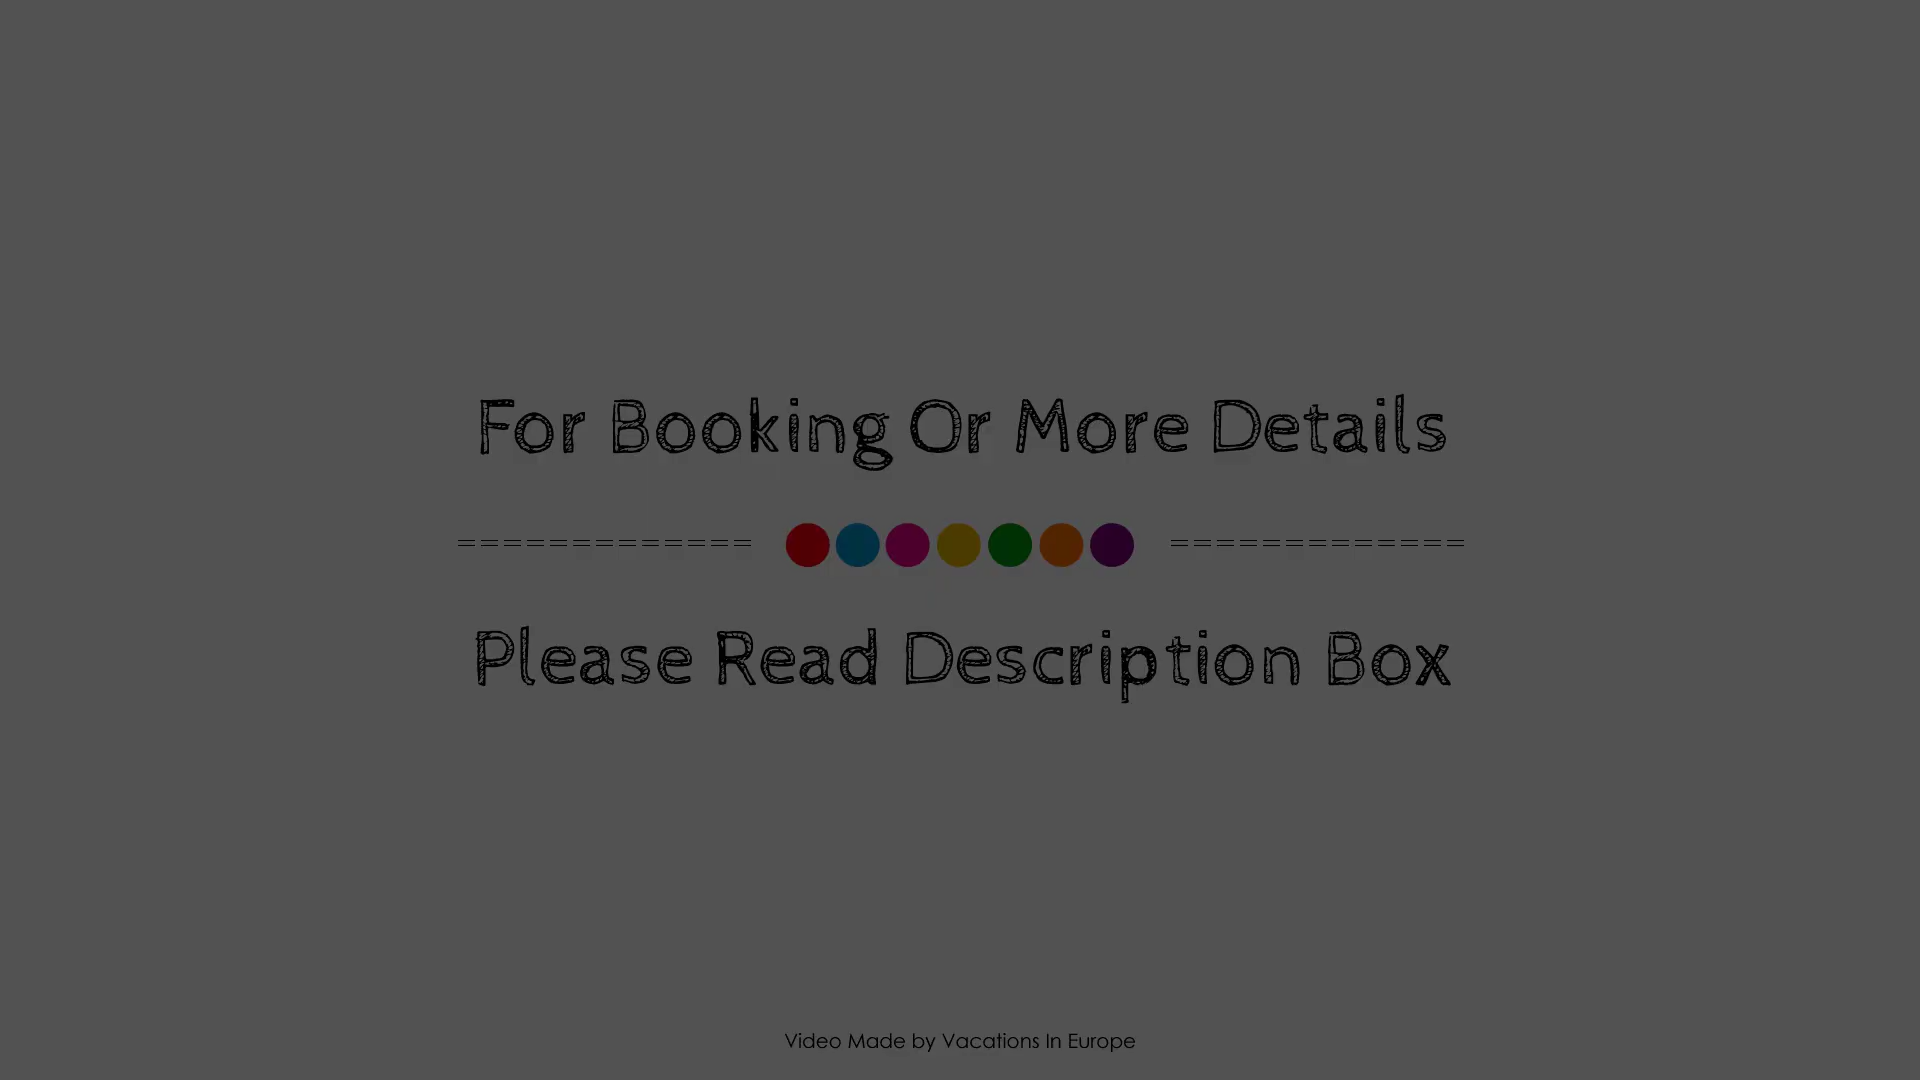 For Booking Or More Details
============= =============
Please Read Description Box
Video Made by Vacations In Europe